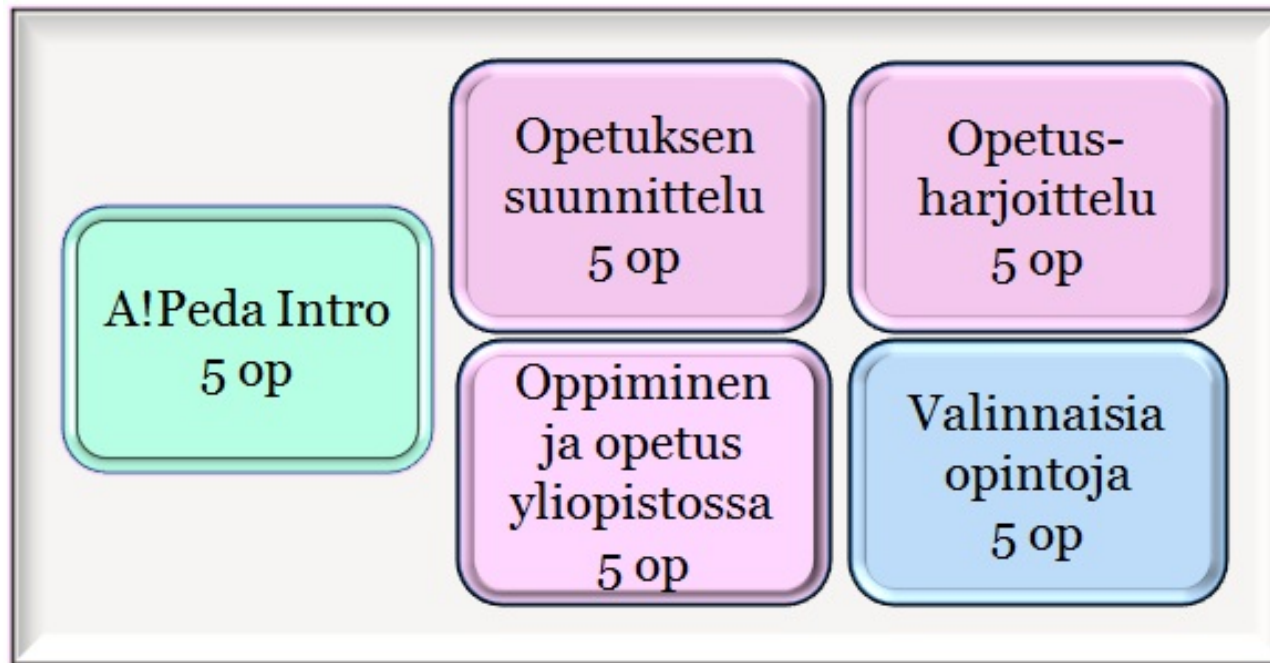 A!Peda Intro
5 op
Opetuksen
suunnittelu
5 op
Oppiminen
ja opetus
yliopistossa
5 op
Opetus-
harjoittelu
5 op
Valinnaisia
opintoja
5 op